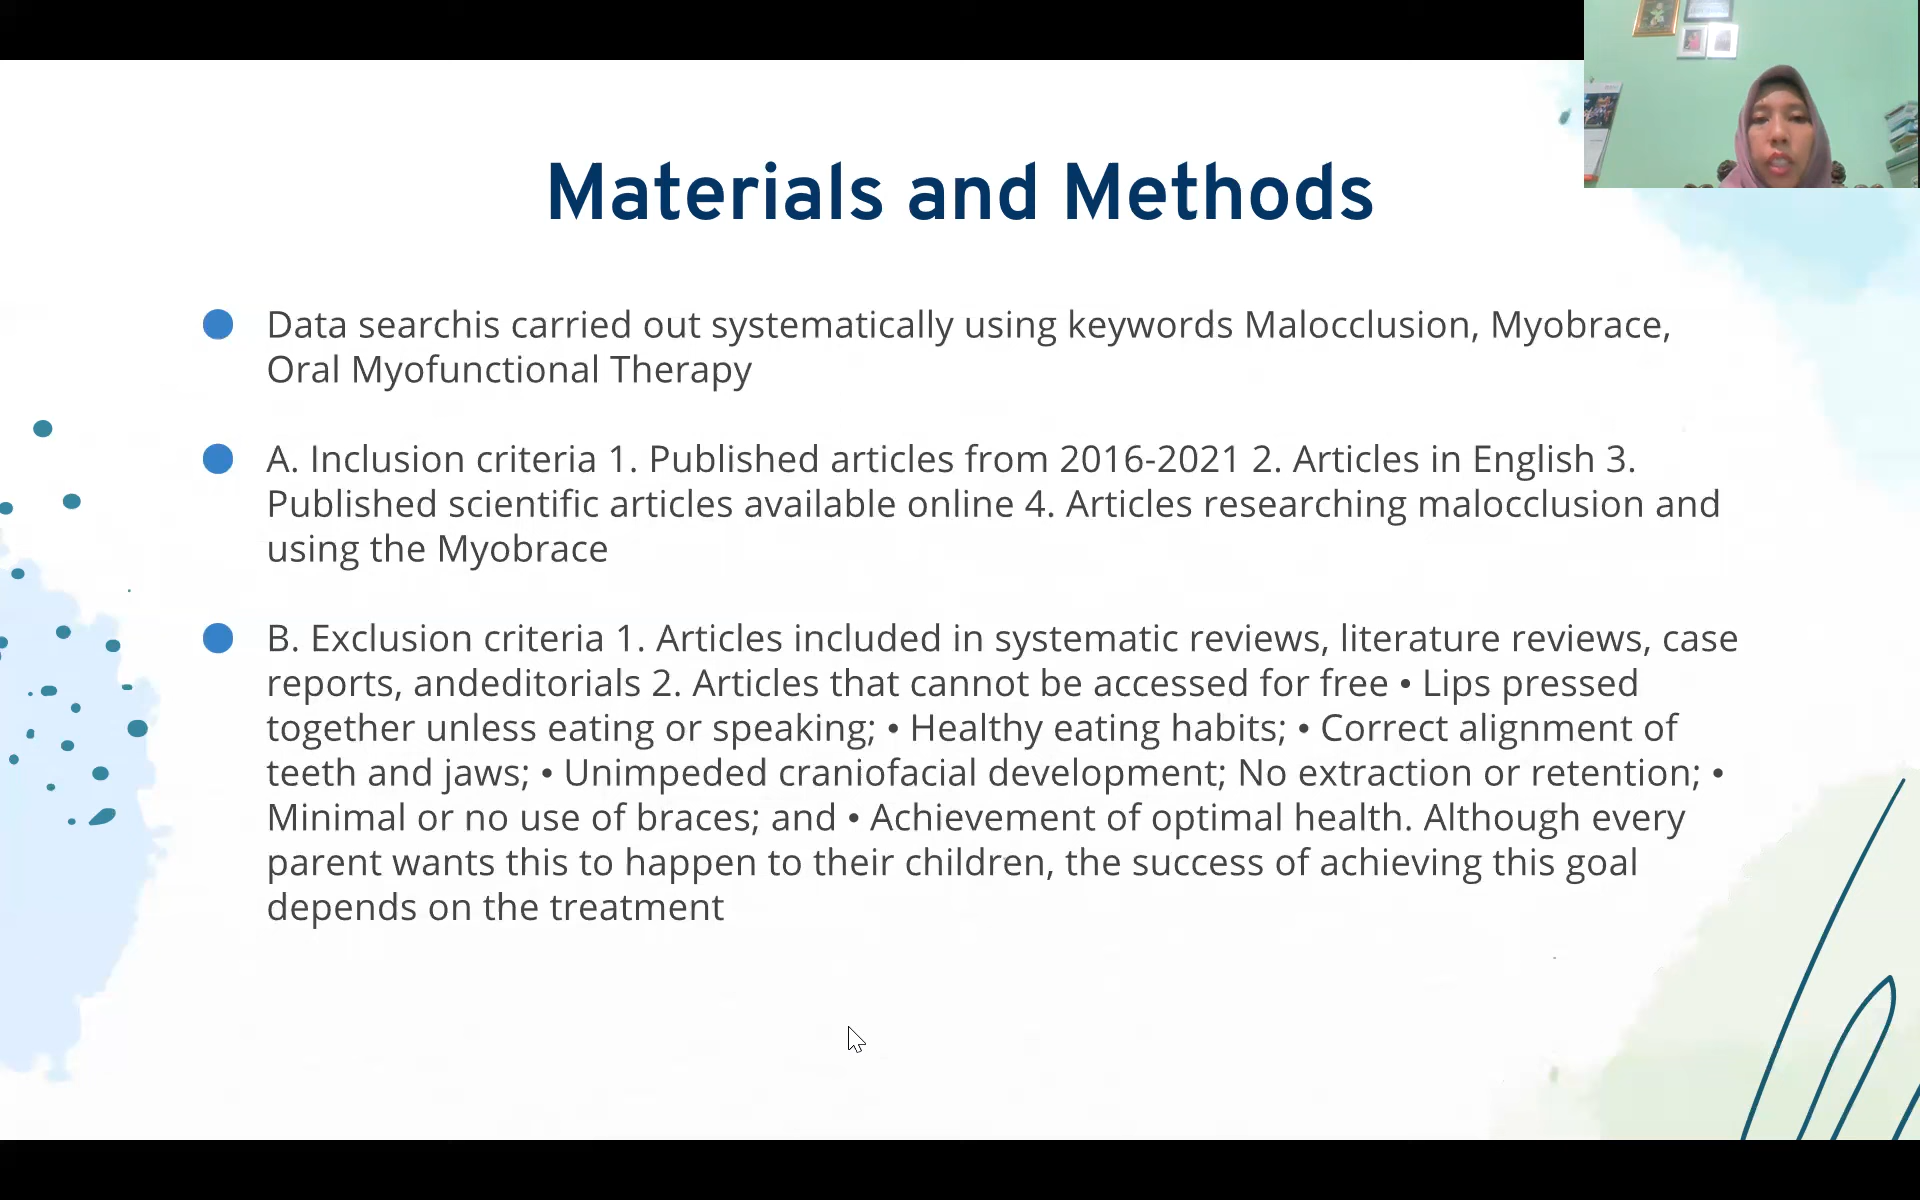 Materials and Methods
Data searchis carried out systematically using keywords Malocclusion, Myobrace,
Oral Myofunctional Therapy
A. Inclusion criteria 1. Published articles from 2016-2021 2. Articles in English 3.
Published scientific articles available online 4. Articles researching malocclusion and
using the Myobrace
B. Exclusion criteria 1. Articles included in systematic reviews, literature reviews, case
reports, andeditorials 2. Articles that cannot be accessed for free • Lips pressed
together unless eating or speaking; • Healthy eating habits; • Correct alignment of
teeth and jaws; • Unimpeded craniofacial development; No extraction or retention; •
Minimal or no use of braces; and • Achievement of optimal health. Although every
parent wants this to happen to their children, the success of achieving this goal
depends on the treatment